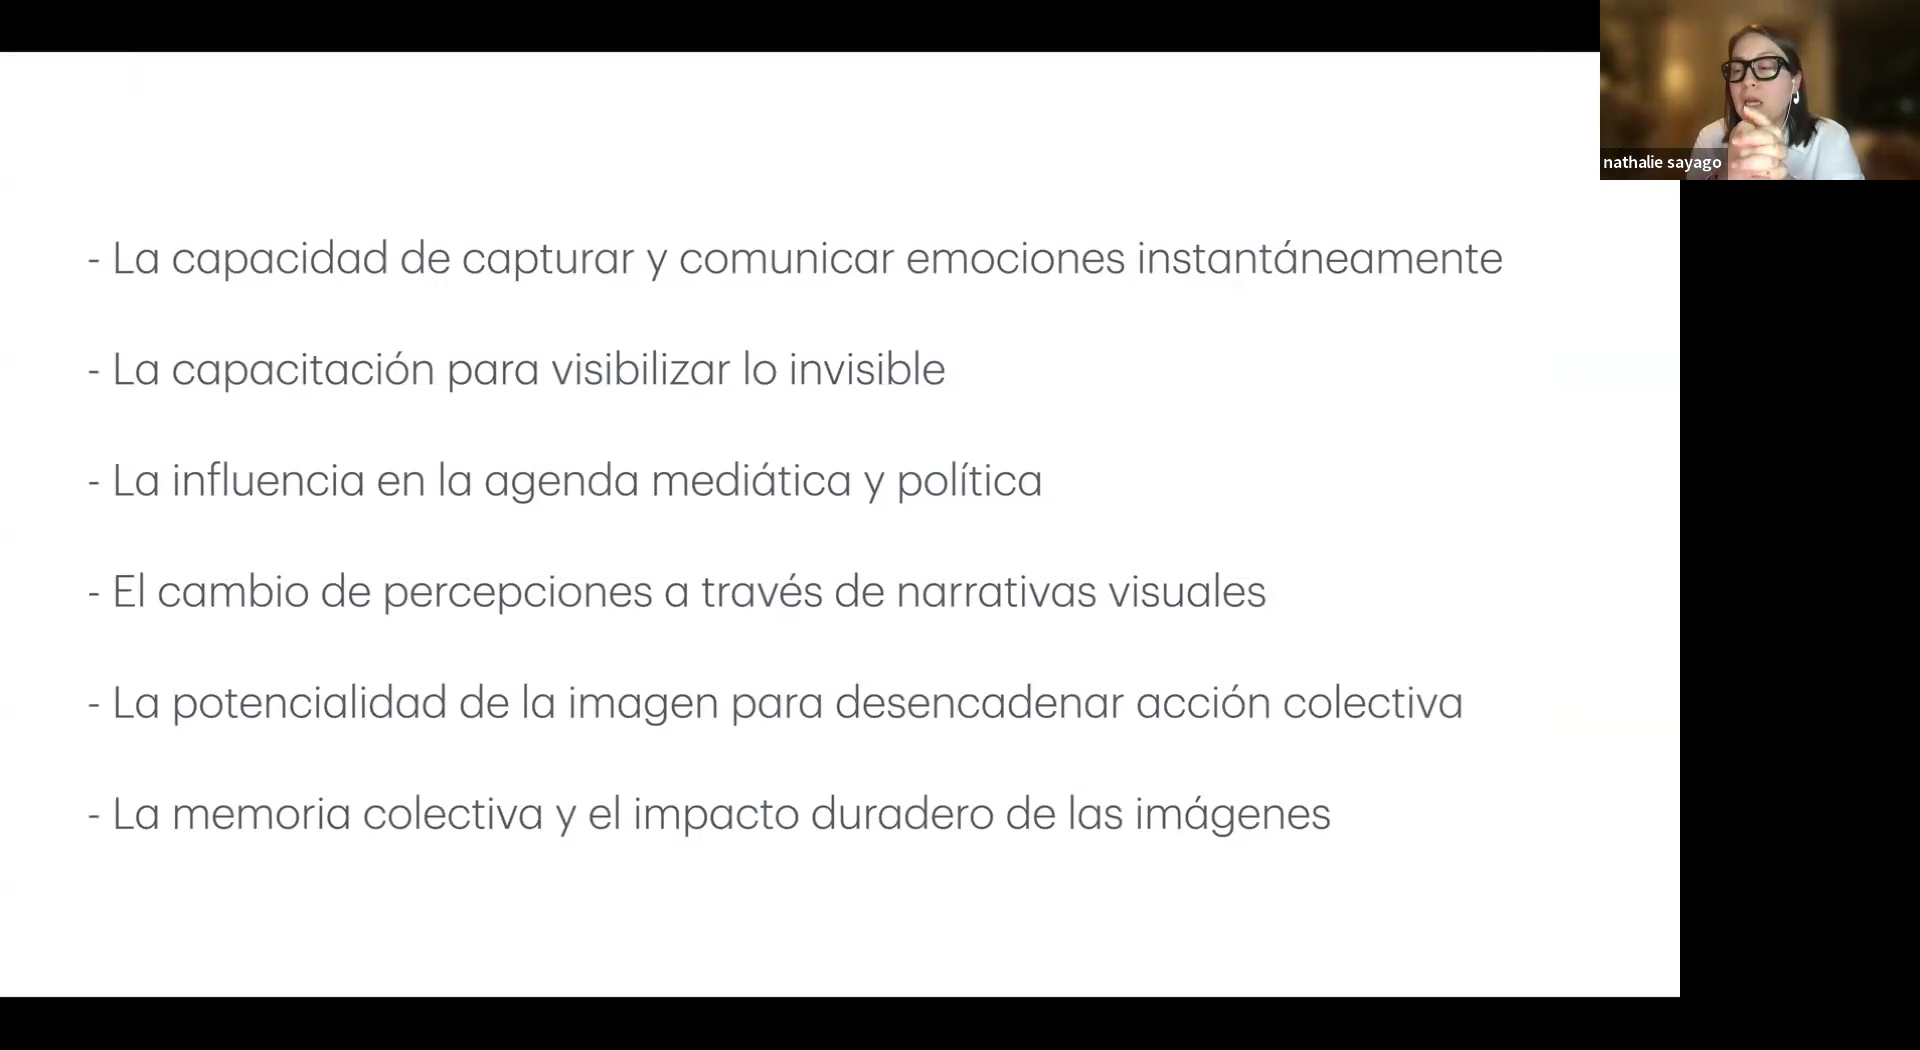 nathalie sayago
- La capacidad de capturar y comunicar emociones instantáneamente
- La capacitación para visibilizar lo invisible
- La influencia en la agenda mediática y política
- El cambio de percepciones a través de narrativas visuales
- La potencialidad de la imagen para desencadenar acción colectiva
- La memoria colectiva y el impacto duradero de las imágenes